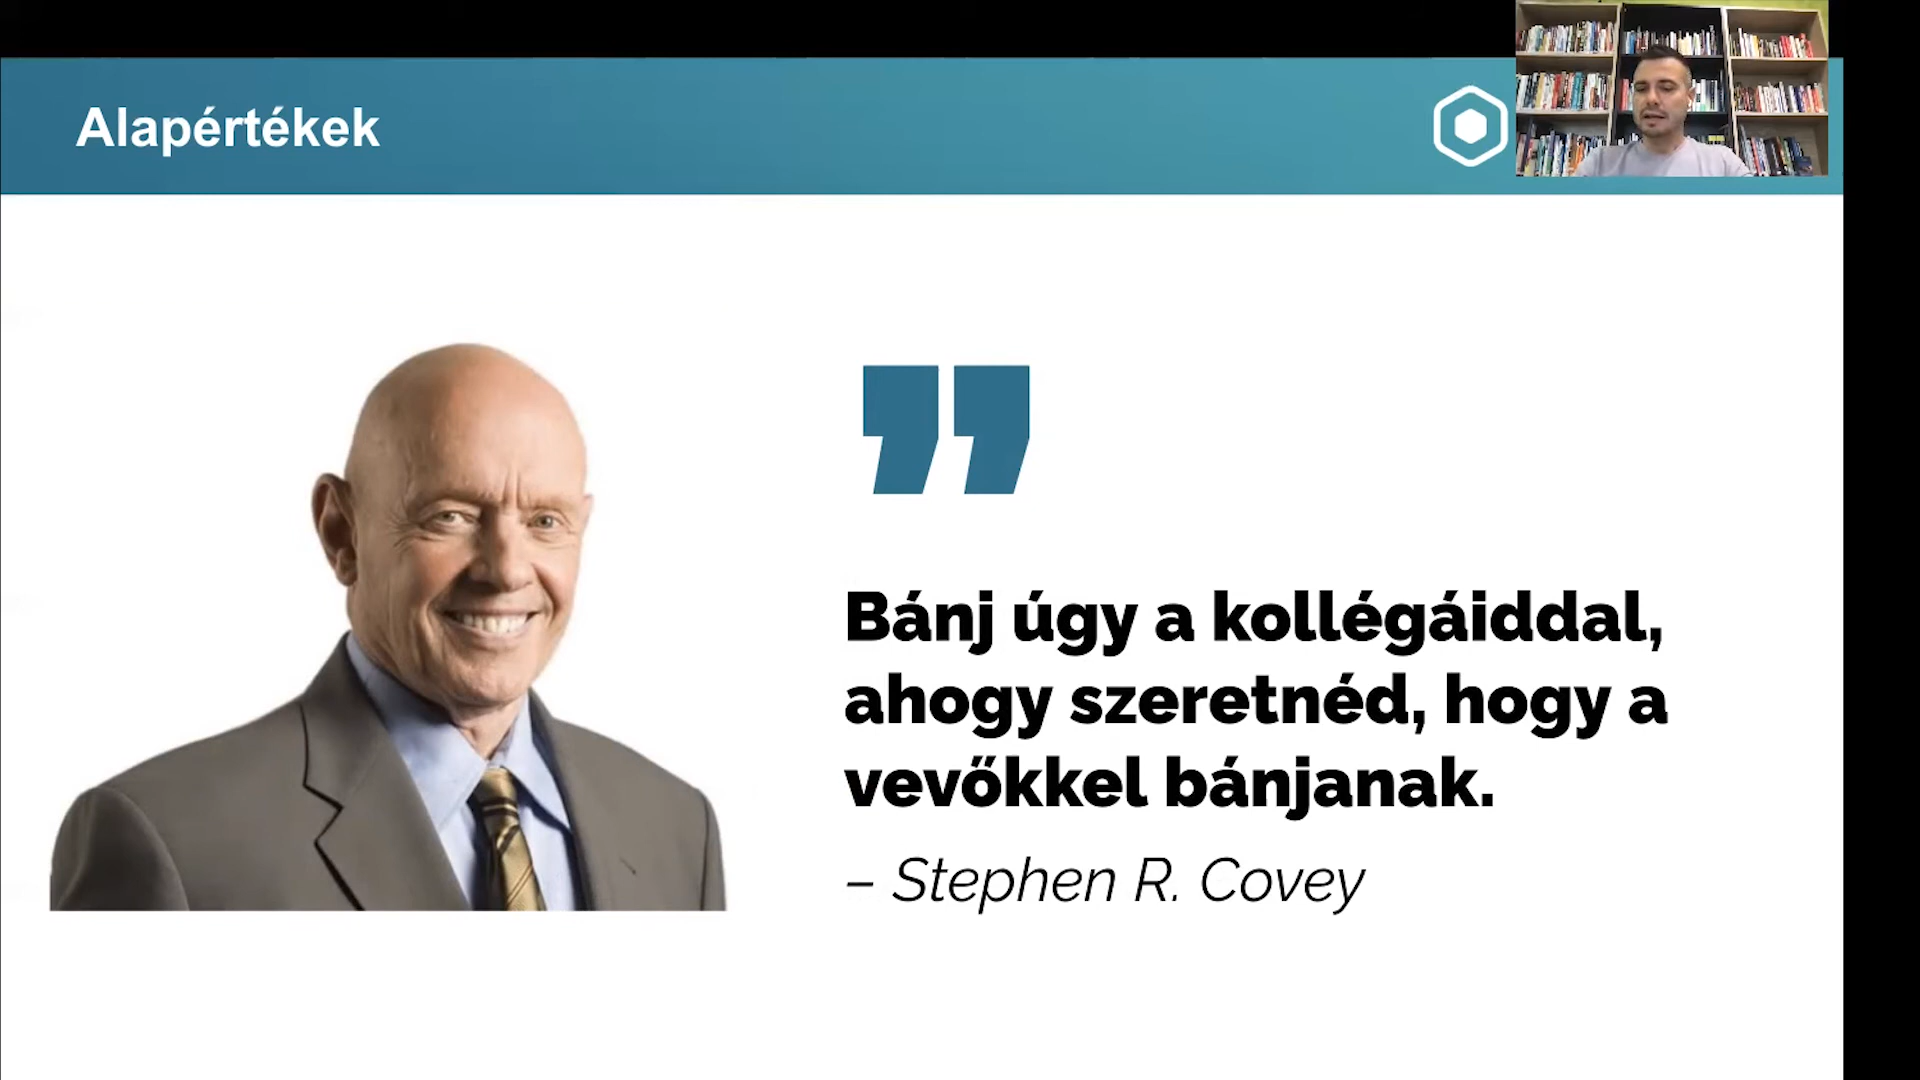 Alapértékek
Bánj úgy a kollégáiddal,
ahogy szeretnéd, hogy a
vevőkkel bánjanak.
– Stephen R. Covey